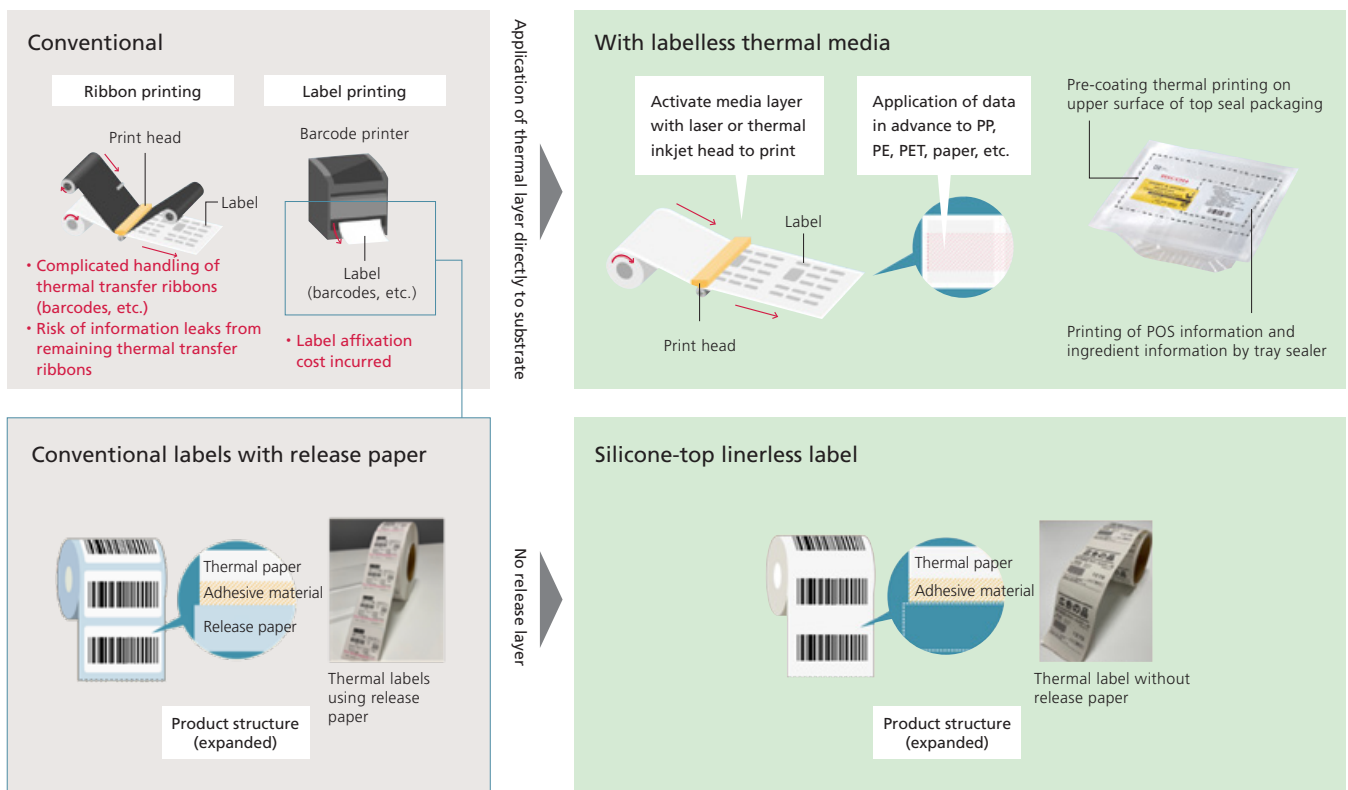 Conventional
Ribbon printing
Label printing
Print head
Label
Barcode printer
Label
(barcodes, etc.)
• Complicated handling of
thermal transfer ribbons
(barcodes, etc.)
• Risk of information leaks from
remaining thermal transfer
ribbons
• Label affixation
cost incurred
Application of thermal layer directly to substrate
With labelless thermal media
Activate media layer
with laser or thermal
inkjet head to print
Application of data
in advance to PP,
PE, PET, paper, etc.
Label
Print head
Pre-coating thermal printing on
upper surface of top seal packaging
RICOH
Printing of POS information and
ingredient information by tray sealer
Conventional labels with release paper
Thermal paper
Adhesive material
Release paper
Thermal labels
using release
paper
Product structure
(expanded)
No release layer
Silicone-top linerless label
Thermal paper
Adhesive material
Thermal label without
release paper
Product structure
(expanded)